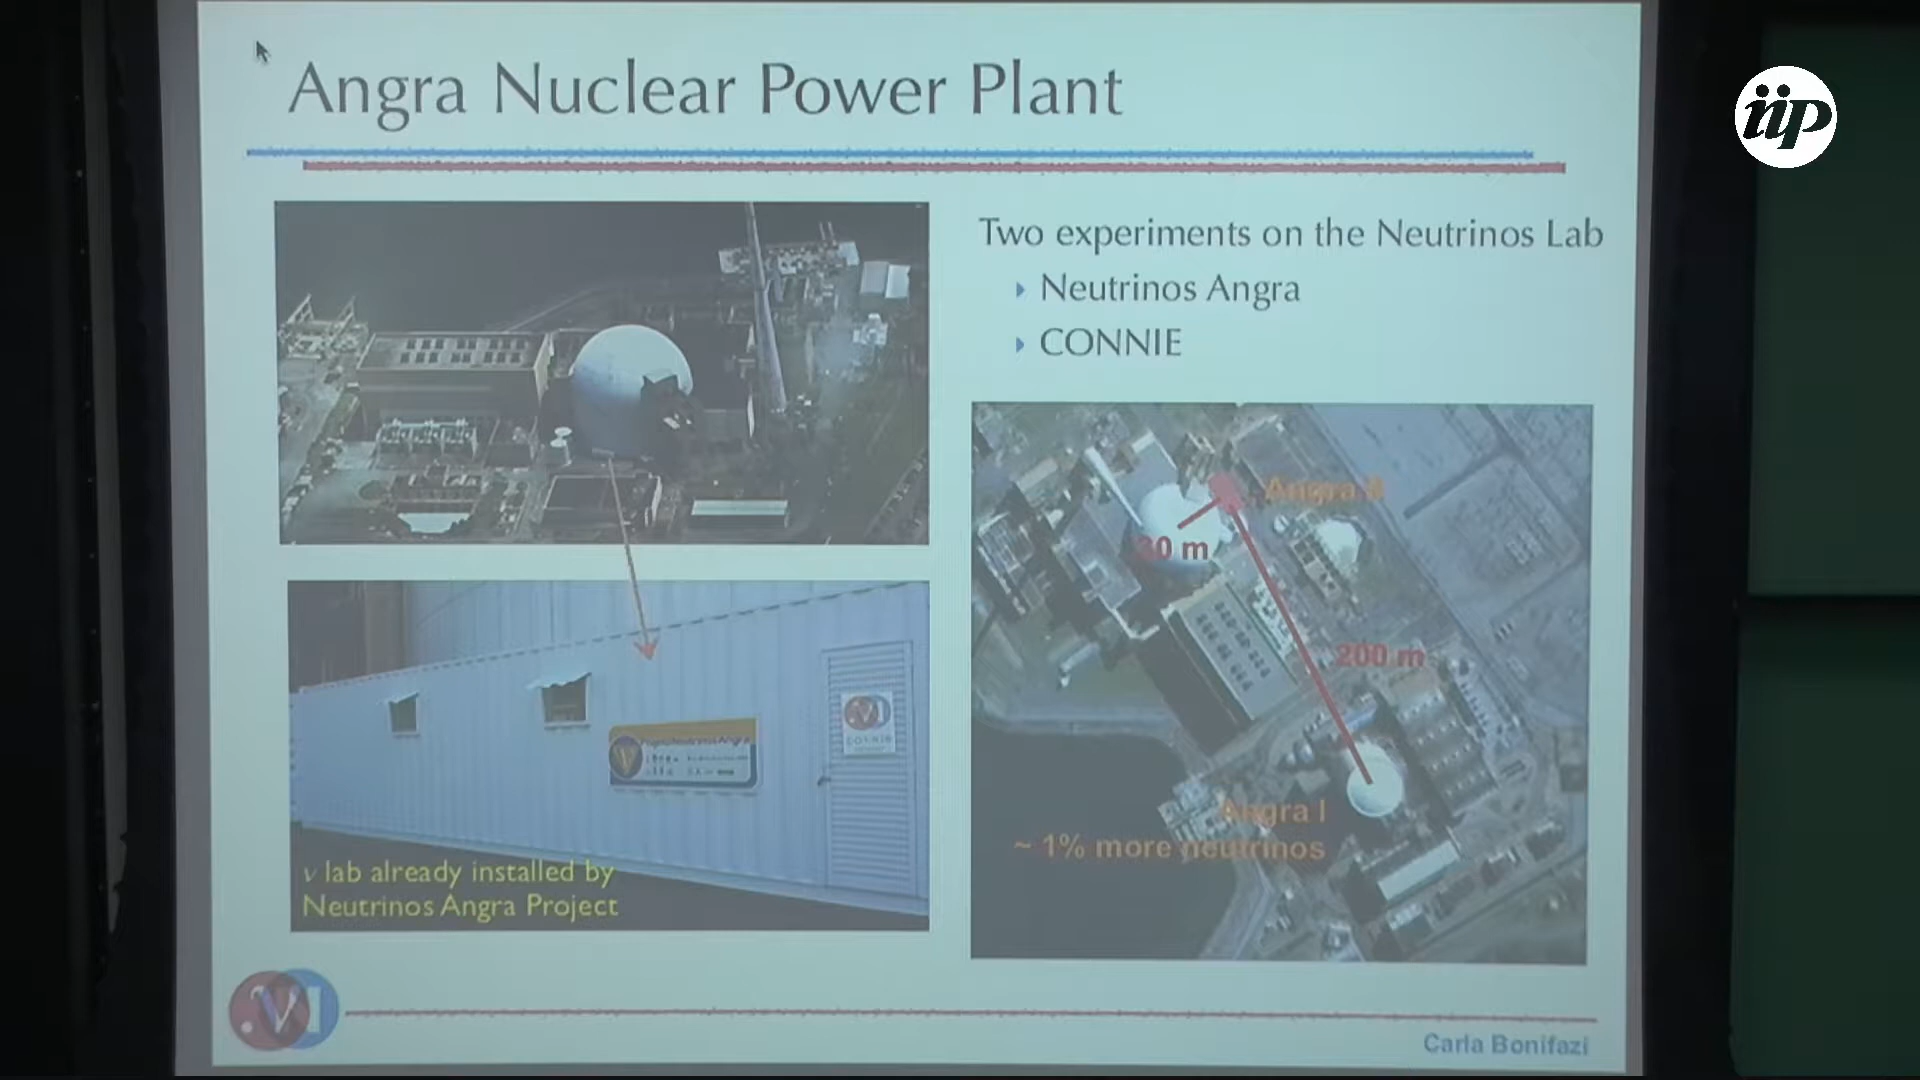 Angra Nuclear Power Plant
iip
Two experiments on the Neutrinos Lab
Neutrinos Angra
CONNIE
Angra
30 m
200 m
Angra I
~ 1% more neutrinos
CONNIE
ν lab already installed by
Neutrinos Angra Project
Carla Bonifazi